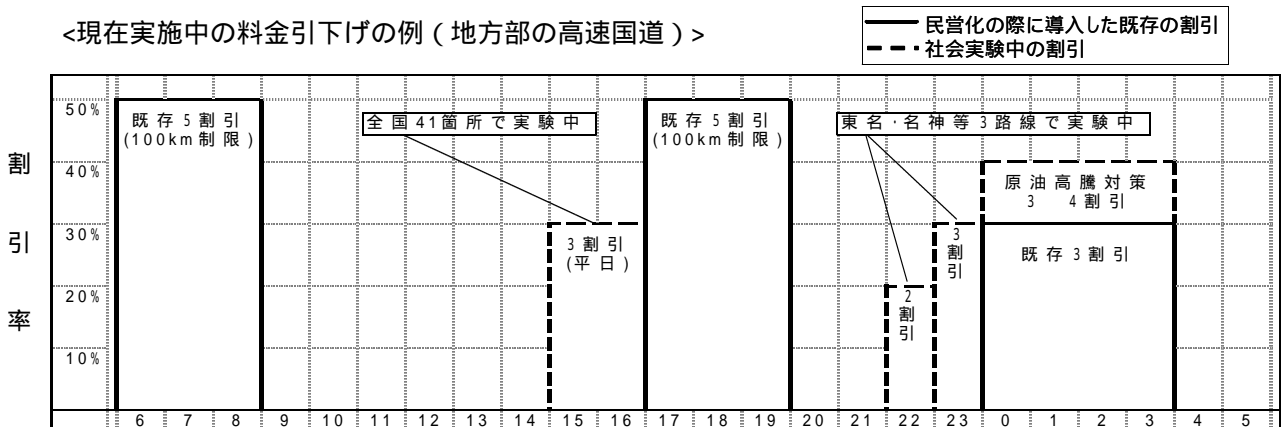 <現在実施中の料金引下げの例(地方部の高速国道)>
民営化の際に導入した既存の割引
社会実験中の割引
割引率
50%
40%
30%
20%
10%
既存5割引
(100km制限)
全国41箇所で実験中
3割引
(平日)
既存5割引
(100km制限)
東名・名神等3路線で実験中
2割引
3割引
原油高騰対策
3 4割引
既存3割引
6 7 8 9 10 11 12 13 14 15 16 17 18 19 20 21 22 23 0 1 2 3 4 5